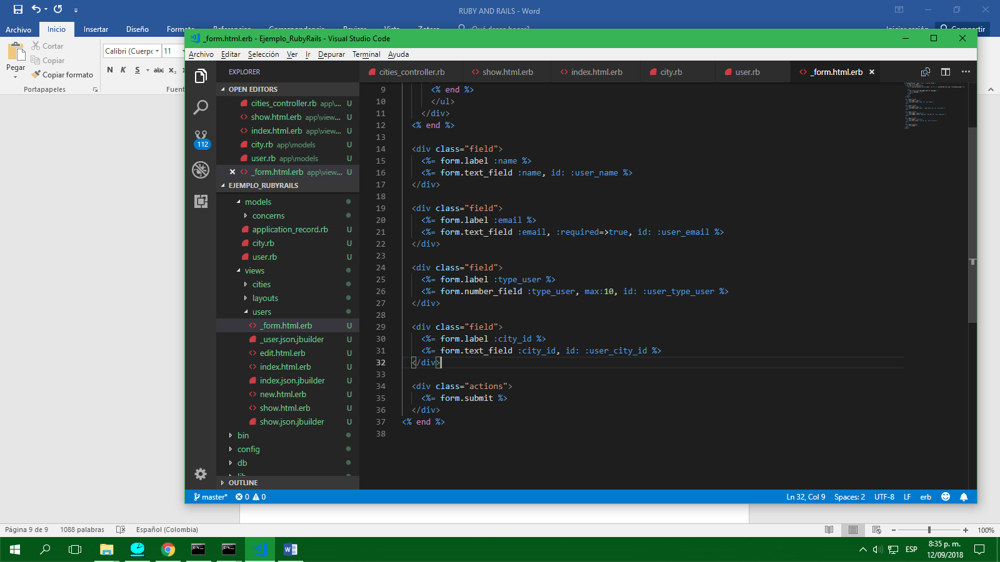 RUBY AND RAILS - Word
Archivo Inicio Insertar Diseño
Compartir
Pegar
Cortar
Copiar
Copiar formato
Portapapeles
Calibri (Cuerpo 11
N K S abc x₂
Fuent
_form.html.erb - Ejemplo_RubyRails - Visual Studio Code
Archivo Editar Selección Ver Ir Depurar Terminal Ayuda
EXPLORER
cities_controller.rb show.html.erb index.html.erb city.rb user.rb _form.html.erb
OPEN EDITORS
cities_controller.rb app\... U
show.html.erb app\view... U
index.html.erb app\view... U
city.rb app\models U
user.rb app\models U
_form.html.erb app\view... U
112
EJEMPLO_RUBYRAILS
models
concerns
application_record.rb U
city.rb U
user.rb U
views
cities
layouts
users
_form.html.erb U
_user.json.jbuilder U
edit.html.erb U
index.html.erb U
index.json.jbuilder U
new.html.erb U
show.html.erb U
show.json.jbuilder U
bin
config
db
OUTLINE
9 <% end %>
10 </ul>
11 </div>
12 <% end %>
13
14 <div class="field">
15 <%= form.label :name %>
16 <%= form.text_field :name, id: :user_name %>
17 </div>
18
19 <div class="field">
20 <%= form.label :email %>
21 <%= form.text_field :email, :required=>true, id: :user_email %>
22 </div>
23
24 <div class="field">
25 <%= form.label :type_user %>
26 <%= form.number_field :type_user, max:10, id: :user_type_user %>
27 </div>
28
29 <div class="field">
30 <%= form.label :city_id %>
31 <%= form.text_field :city_id, id: :user_city_id %>
32 </div>
33
34 <div class="actions">
35 <%= form.submit %>
36 </div>
37 <% end %>
38
master* 0 0 Ln 32, Col 9 Spaces: 2 UTF-8 LF erb
Página 9 de 9 1088 palabras Español (Colombia) 100%
ESP
8:35 p. m.
12/09/2018